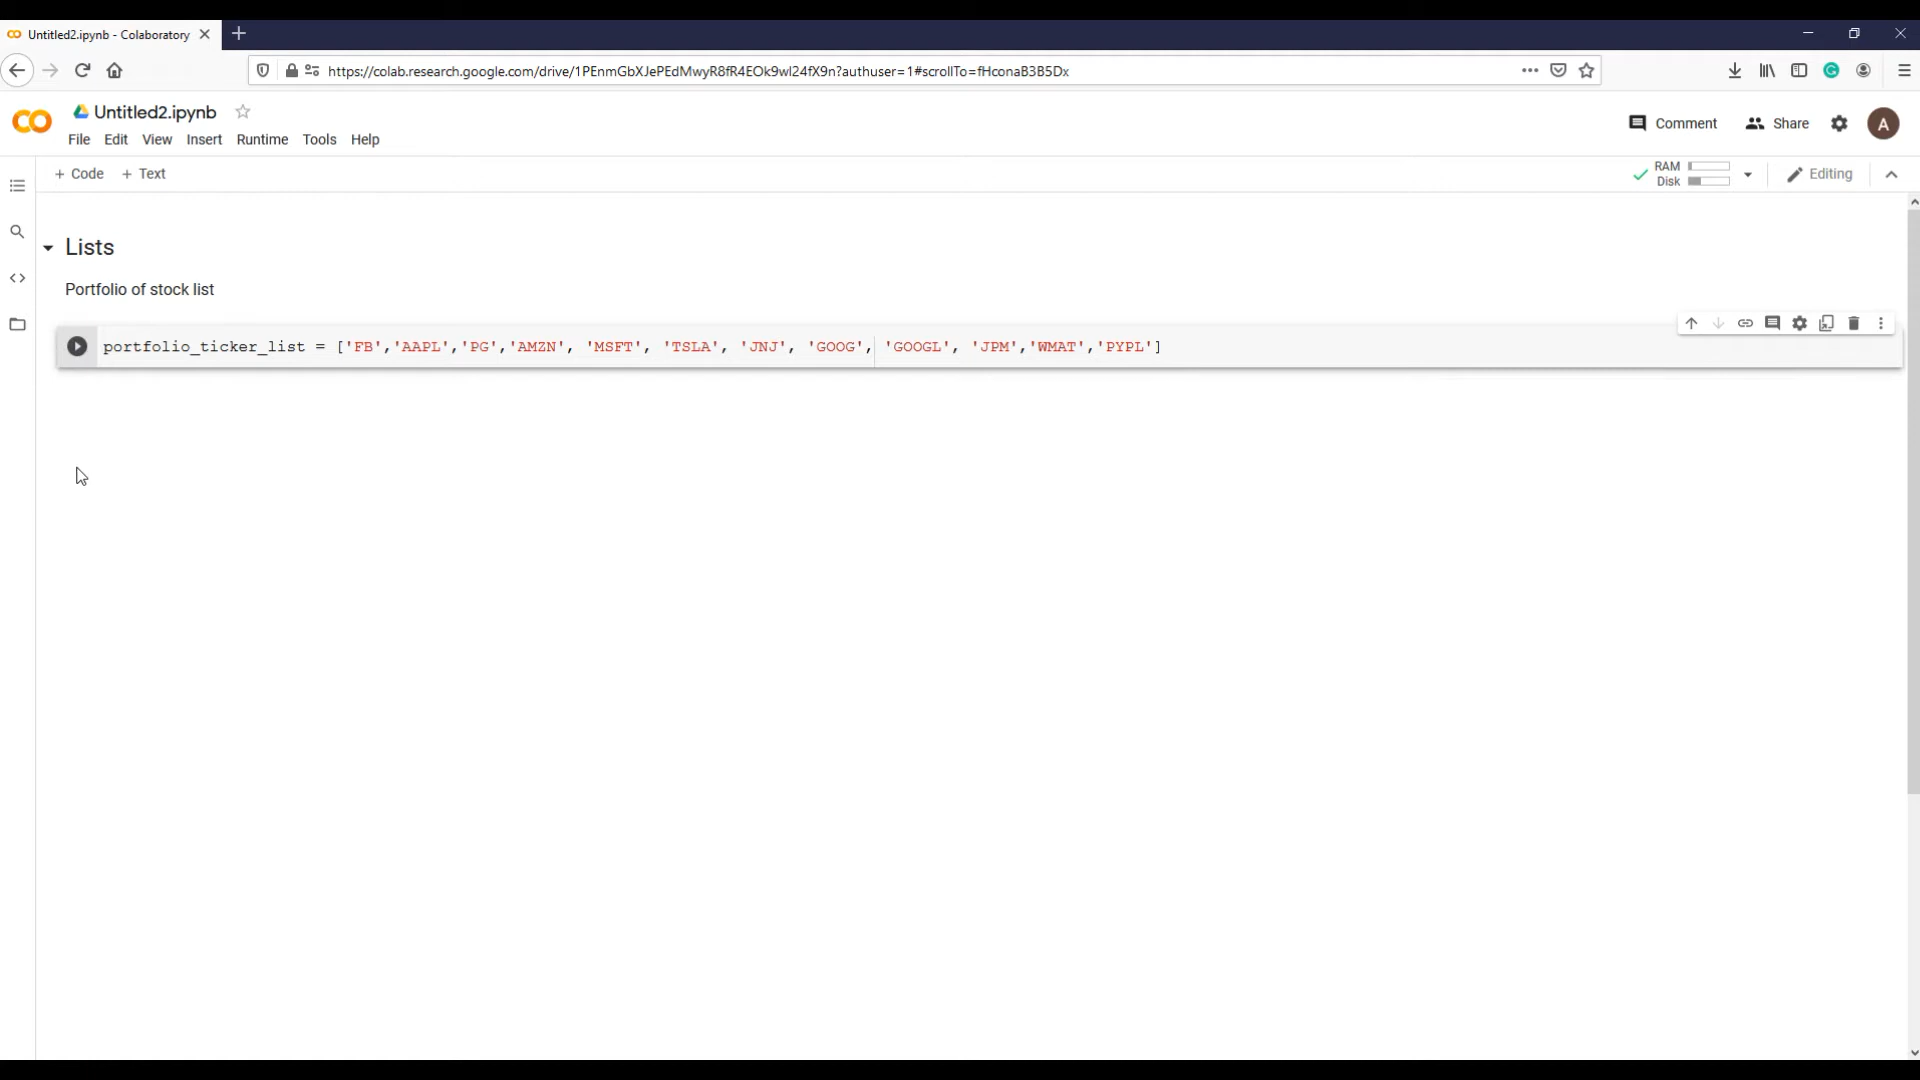 Untitled2.ipynb - Colaboratory
https://colab.research.google.com/drive/1PEnmGbXJePEdMwyR8fR4EOk9wl24fX9n?authuser=1#scrollTo=fHconaB3B5Dx
Untitled2.ipynb
Comment Share A
File Edit View Insert Runtime Tools Help
+ Code + Text
RAM
Disk
Editing
Lists
Portfolio of stock list
portfolio_ticker_list = ['FB','AAPL','PG','AMZN', 'MSFT', 'TSLA', 'JNJ', 'GOOG', 'GOOGL', 'JPM','WMAT','PYPL']